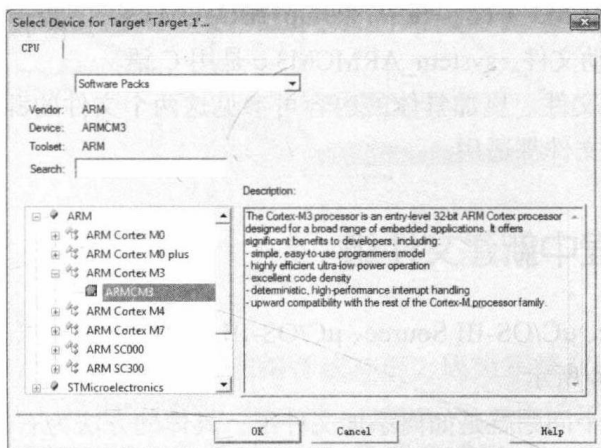 Select Device for Target 'Target 1'...
CPU
Software Packs
Vendor: ARM
Device: ARMCM3
Toolset: ARM
Search:
Description:
ARM
ARM Cortex M0
ARM Cortex M0 plus
ARM Cortex M3
ARMCM3
ARM Cortex M4
ARM Cortex M7
ARM SC000
ARM SC300
STMicroelectronics
The Cortex-M3 processor is an entry-level 32-bit ARM Cortex processor
designed for a broad range of embedded applications. It offers
significant benefits to developers, including:
- simple, easy-to-use programmers model
- highly efficient ultra-low power operation
- excellent code density
- deterministic, high-performance interrupt handling
- upward compatibility with the rest of the Cortex-M processor family.
OK Cancel Help